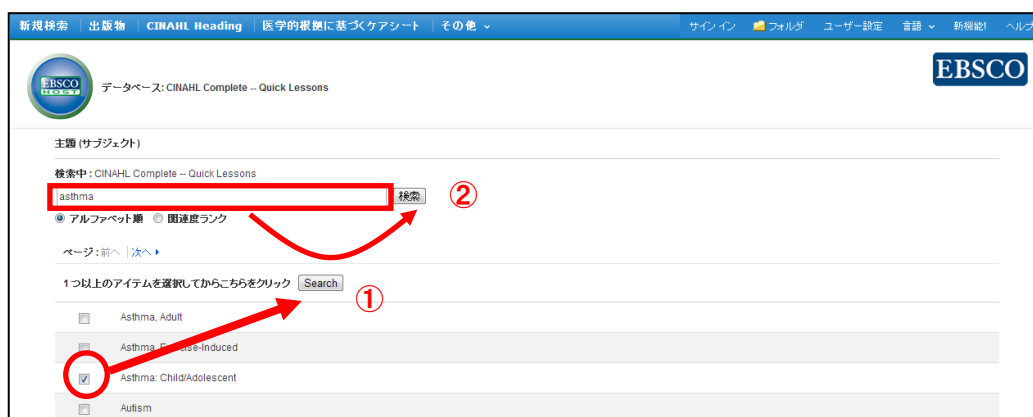 新規検索 出版物 CINAHL Heading 医学的根拠に基づくケアシート その他 サインイン フォルダ ユーザー設定 言語 新機能! ヘルプ
EBSCO HOST
データベース: CINAHL Complete -- Quick Lessons
EBSCO
主題 (サブジェクト)
検索中 : CINAHL Complete -- Quick Lessons
asthma 検索 ②
アルファベット順 関連度ランク
ページ: 前へ | 次へ
1つ以上のアイテムを選択してからこちらをクリック Search
①
Asthma, Adult
Asthma, Exercise-Induced
Asthma: Child/Adolescent
Autism